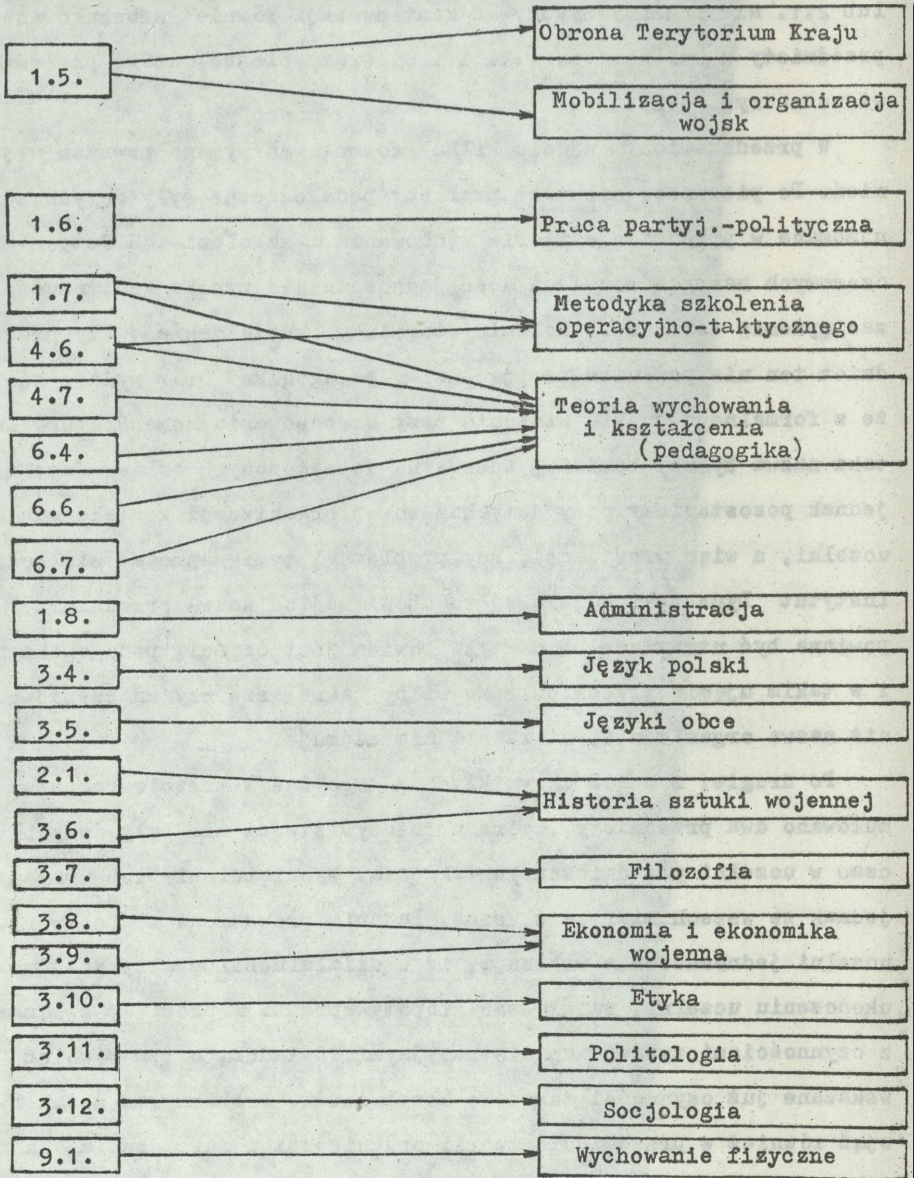 Obrona Terytorium Kraju
1.5.
Mobilizacja i organizacja
wojsk
1.6.
Praca partyj.-polityczna
1.7.
Metodyka szkolenia
operacyjno-taktycznego
4.6.
4.7.
Teoria wychowania
i kształcenia
(pedagogika)
6.4.
6.6.
6.7.
1.8.
Administracja
3.4.
Język polski
3.5.
Języki obce
2.1.
Historia sztuki wojennej
3.6.
3.7.
Filozofia
3.8.
Ekonomia i ekonomika
wojenna
3.9.
3.10.
Etyka
3.11
Politologia
3.12.
Socjologia
9.1.
Wychowanie fizyczne